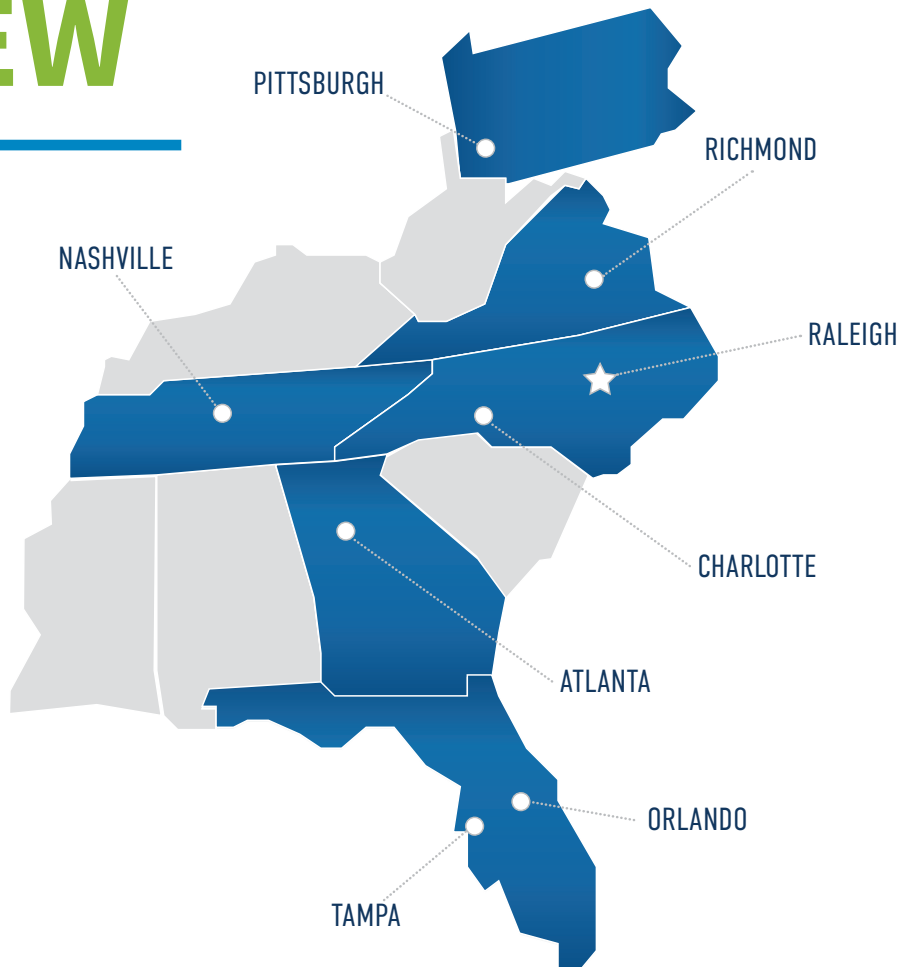 EW
PITTSBURGH
RICHMOND
NASHVILLE
RALEIGH
CHARLOTTE
ATLANTA
ORLANDO
TAMPA